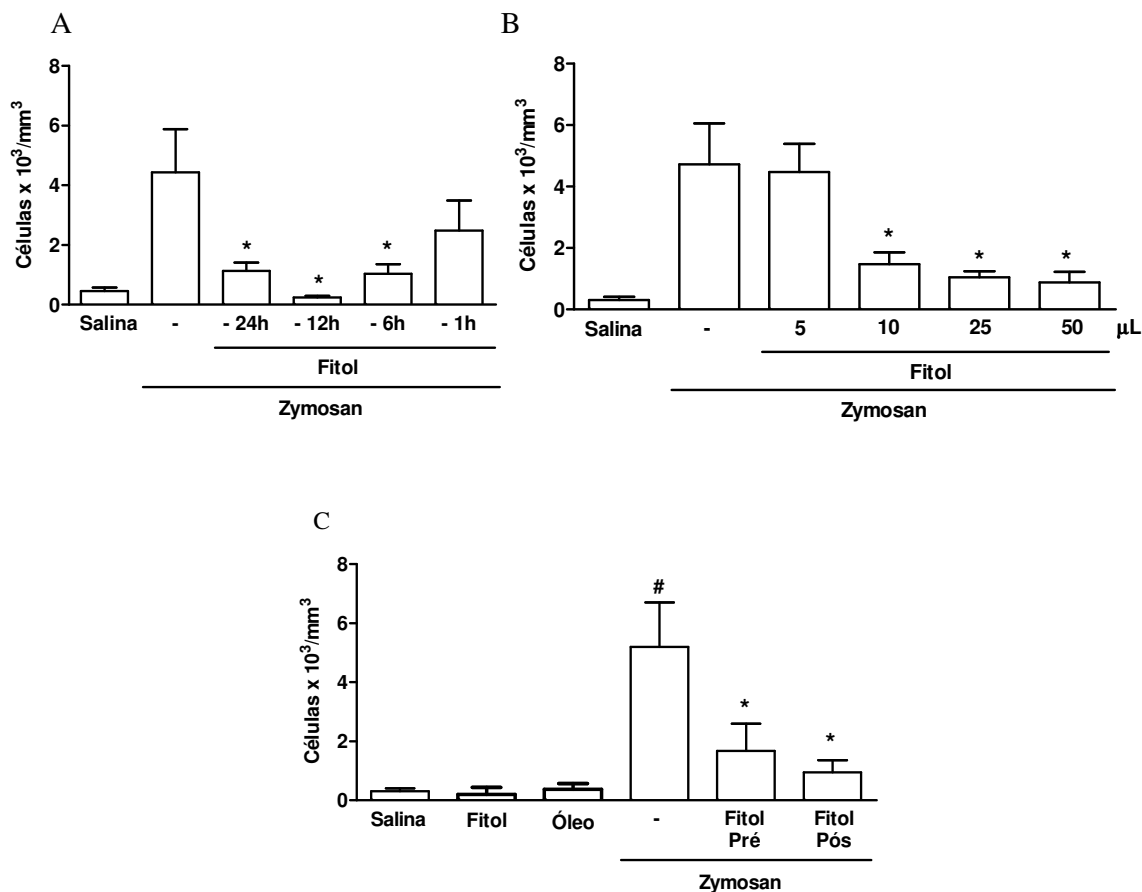 A
Células x 10³/mm³
8
6
4
2
0
*
*
*
Salina - - 24h - 12h - 6h - 1h
Fitol
Zymosan
B
Células x 10³/mm³
8
6
4
2
0
*
*
*
Salina - 5 10 25 50 µL
Fitol
Zymosan
C
Células x 10³/mm³
8
6
4
2
0
#
*
*
Salina Fitol Óleo - Fitol Fitol
Pré Pós
Zymosan